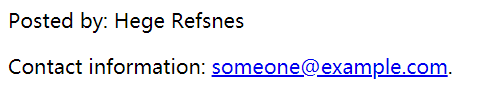 Posted by: Hege Refsnes
Contact information: someone@example.com.